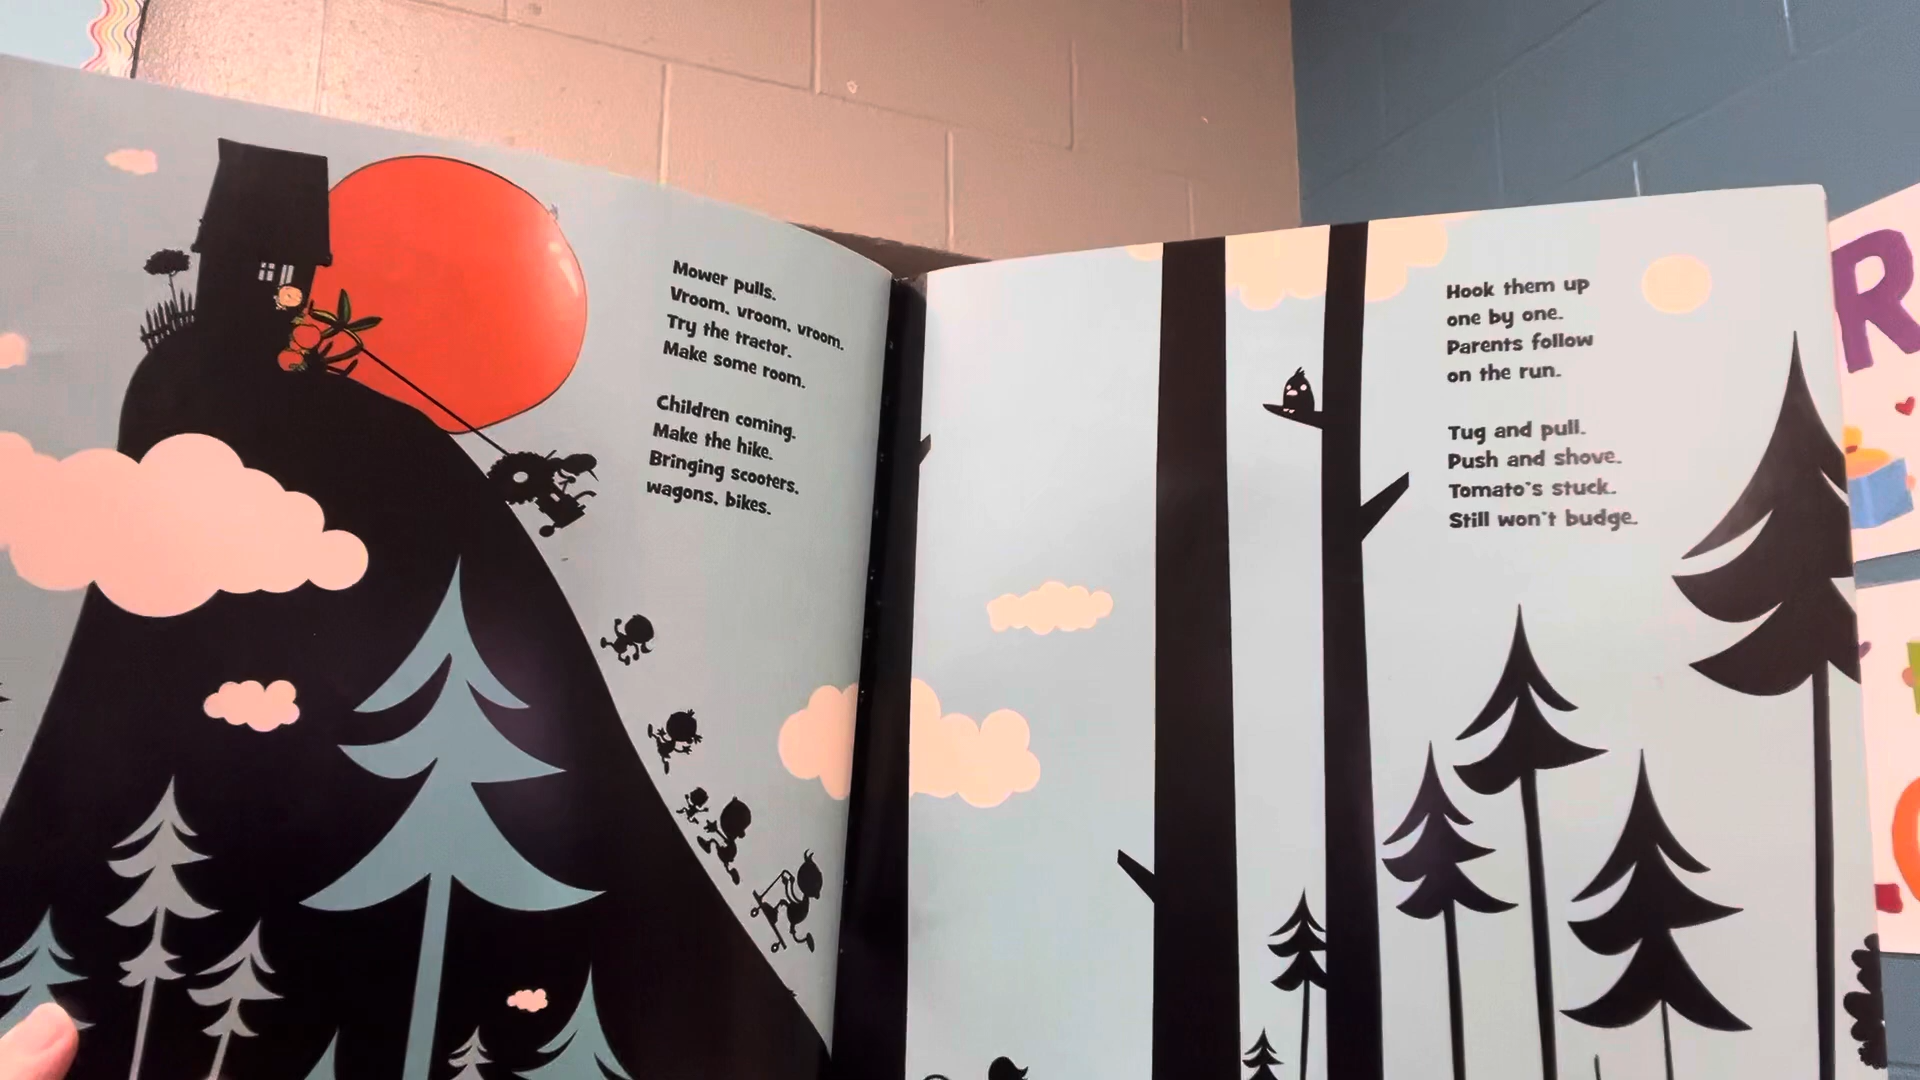 Mower pulls.
Vroom, vroom, vroom.
Try the tractor.
Make some room.
Children coming.
Make the hike.
Bringing scooters,
wagons, bikes.
Hook them up
one by one.
Parents follow
on the run.
Tug and pull.
Push and shove.
Tomato's stuck.
Still won't budge.
R